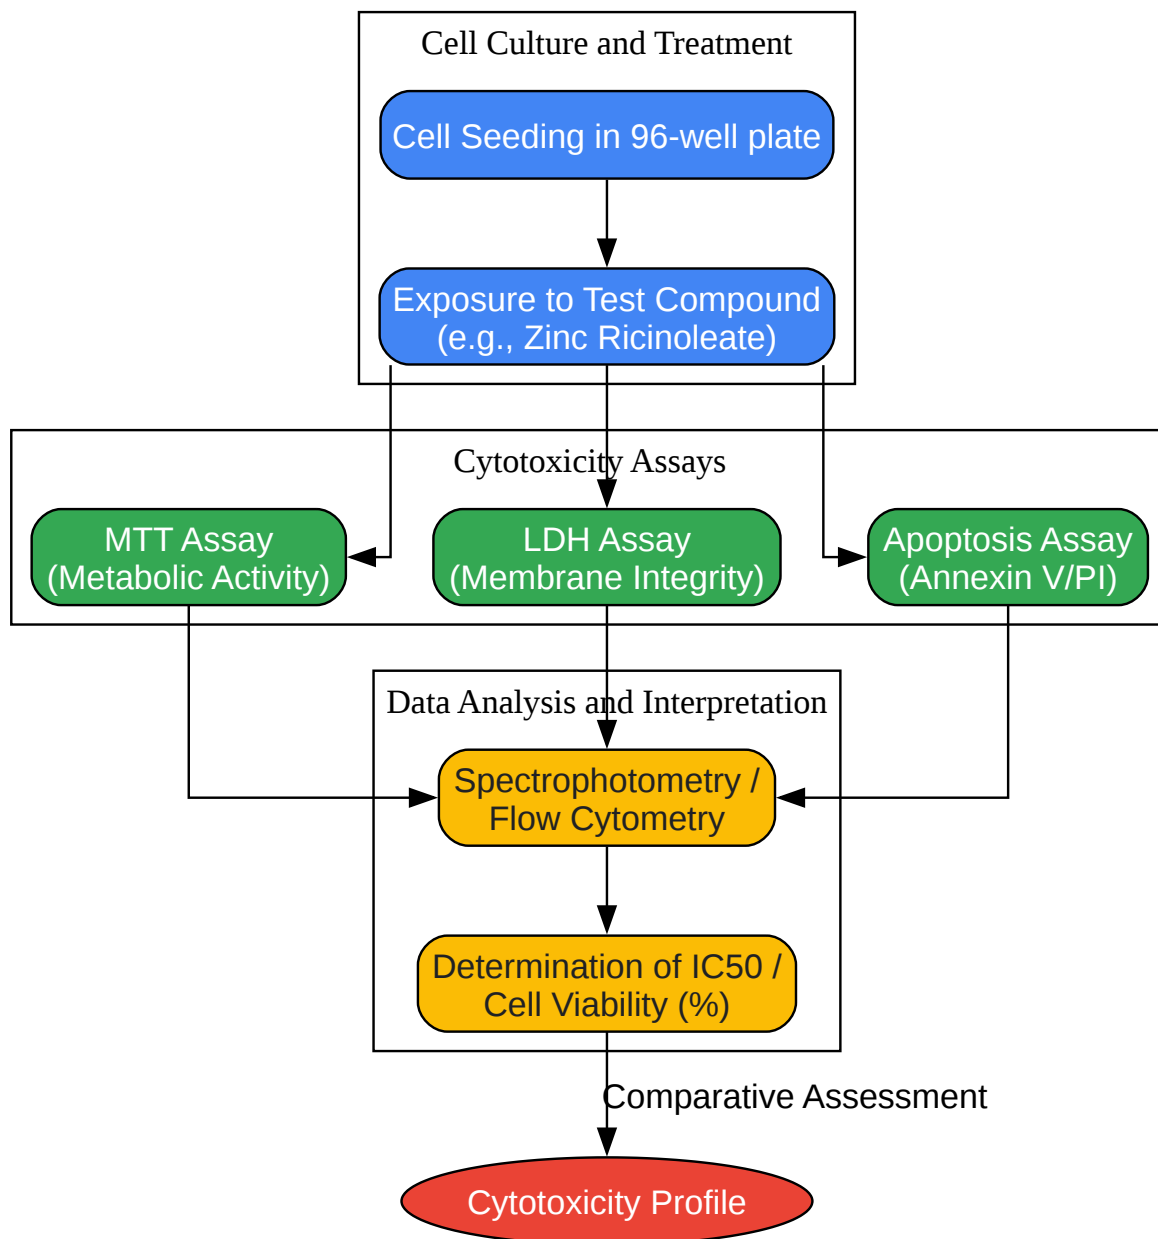 Cell Culture and Treatment
Cell Seeding in 96-well plate
Exposure to Test Compound
(e.g., Zinc Ricinoleate)
Cytotoxicity Assays
MTT Assay
(Metabolic Activity)
LDH Assay
(Membrane Integrity)
Apoptosis Assay
(Annexin V/PI)
Data Analysis and Interpretation
Spectrophotometry /
Flow Cytometry
Determination of IC50 /
Cell Viability (%)
Comparative Assessment
Cytotoxicity Profile